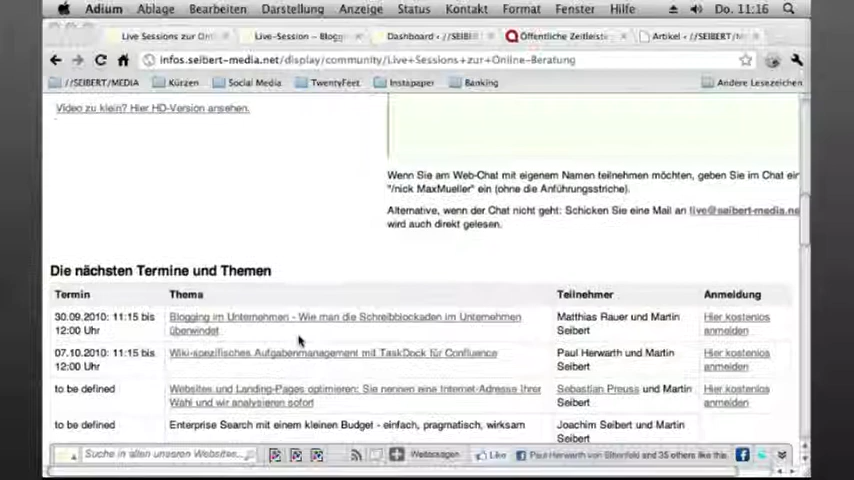 Adium Ablage Bearbeiten Darstellung Anzeige Status Kontakt Format Fenster Hilfe Do. 11:16
Live Sessions zur Onl Live-Session – Blogg Dashboard ‹ //SEIBE Öffentliche Zeitleist Artikel ‹ //SEIBERT/M
infos.seibert-media.net/display/community/Live+Sessions+zur+Online-Beratung
//SEIBERT/MEDIA Kürzen Social Media TwentyFeet Instapaper Banking Andere Lesezeichen
Video zu klein? Hier HD-Version ansehen.
Wenn Sie am Web-Chat mit eigenem Namen teilnehmen möchten, geben Sie im Chat ein
"/nick MaxMueller" ein (ohne die Anführungsstriche).
Alternative, wenn der Chat nicht geht: Schicken Sie eine Mail an live@seibert-media.ne
wird auch direkt gelesen.
Die nächsten Termine und Themen
Termin Thema Teilnehmer Anmeldung
30.09.2010: 11:15 bis Blogging im Unternehmen - Wie man die Schreibblockaden im Unternehmen Matthias Rauer und Martin Hier kostenlos
12:00 Uhr überwindet Seibert anmelden
07.10.2010: 11:15 bis Wiki-spezifisches Aufgabenmanagement mit TaskDock für Confluence Paul Herwarth und Martin Hier kostenlos
12:00 Uhr Seibert anmelden
to be defined Websites und Landing-Pages optimieren: Sie nennen eine Internet-Adresse Ihrer Sebastian Preuss und Martin Hier kostenlos
Wahl und wir analysieren sofort Seibert anmelden
to be defined Enterprise Search mit einem kleinen Budget - einfach, pragmatisch, wirksam Joachim Seibert und Martin
Seibert
Suche in allen unseren Websites... Weitersagen Like Paul Herwarth von Bittenfeld and 35 others like this